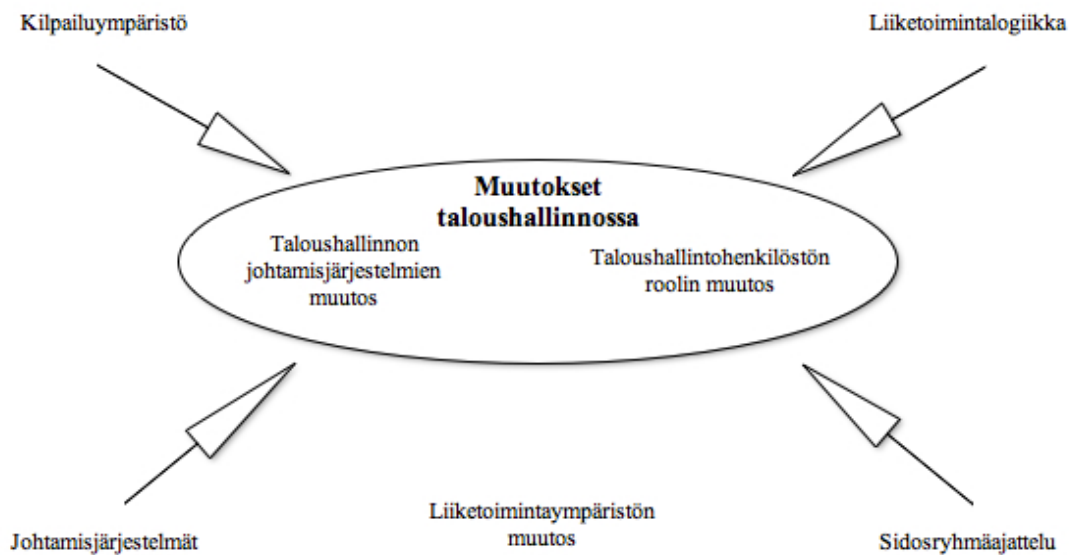 Kilpailuympäristö
Liiketoimintalogiikka
Muutokset
taloushallinnossa
Taloushallinnon
johtamisjärjestelmien
muutos
Taloushallintohenkilöstön
roolin muutos
Johtamisjärjestelmät
Liiketoimintaympäristön
muutos
Sidosryhmäajattelu